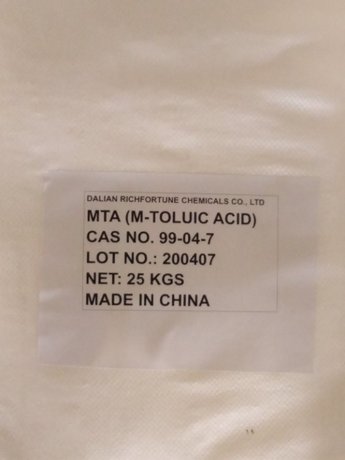 DALIAN RICHFORTUNE CHEMICALS CO., LTD
MTA (M-TOLUIC ACID)
CAS NO. 99-04-7
LOT NO.: 200407
NET: 25 KGS
MADE IN CHINA